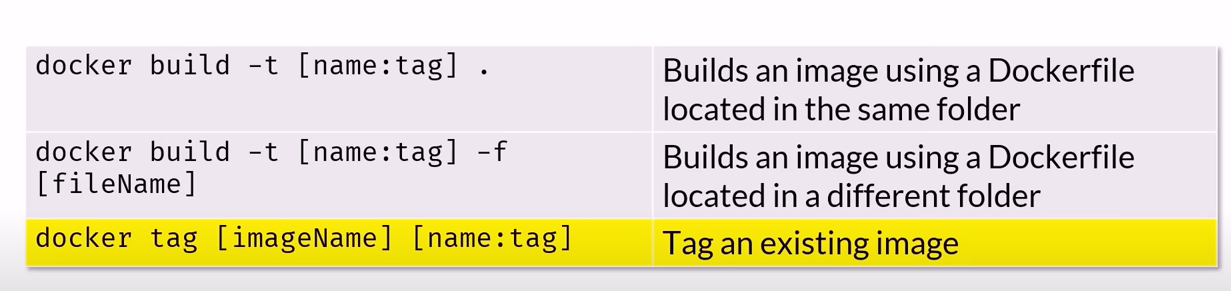 docker build -t [name:tag] .
Builds an image using a Dockerfile
located in the same folder
docker build -t [name:tag] -f
[fileName]
Builds an image using a Dockerfile
located in a different folder
docker tag [imageName] [name:tag]
Tag an existing image